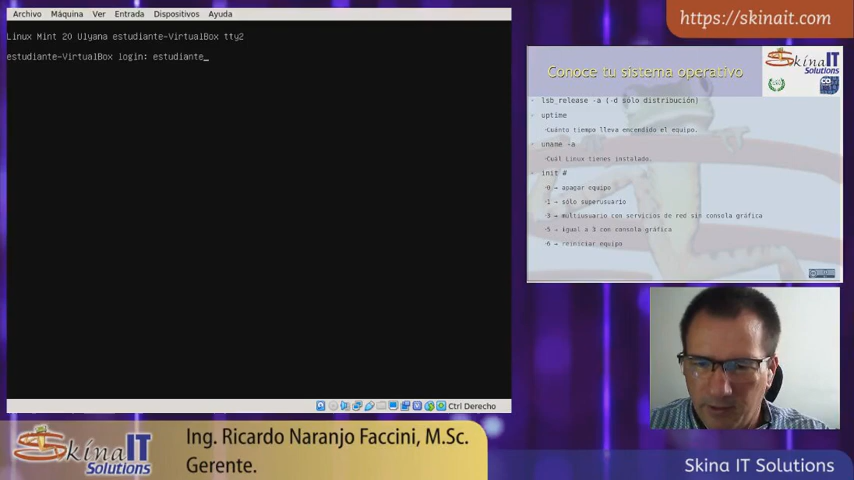 Archivo Máquina Ver Entrada Dispositivos Ayuda
Linux Mint 20 Ulyana estudiante-VirtualBox tty2
estudiante-VirtualBox login: estudiante_
Ctrl Derecho
https://skinait.com
Conoce tu sistema operativo
Skína IT
Solutions
lsb_release -a (-d sólo distribución)
uptime
Cuánto tiempo lleva encendido el equipo.
uname -a
Cuál Linux tienes instalado.
init #
0 → apagar equipo
1 → sólo superusuario
3 → multiusuario con servicios de red sin consola gráfica
5 → igual a 3 con consola gráfica
6 → reiniciar equipo
Skína IT
Solutions
Ing. Ricardo Naranjo Faccini, M.Sc.
Gerente.
Skina IT Solutions